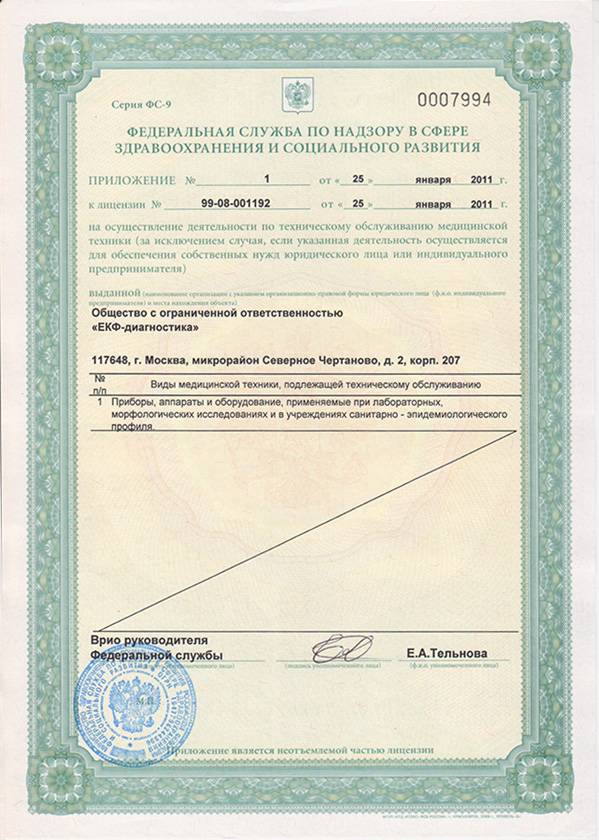 Серия ФС-9
0007994
ФЕДЕРАЛЬНАЯ СЛУЖБА ПО НАДЗОРУ В СФЕРЕ
ЗДРАВООХРАНЕНИЯ И СОЦИАЛЬНОГО РАЗВИТИЯ
ПРИЛОЖЕНИЕ № 1 от «25» января 2011 г.
к лицензии № 99-08-001192 от «25» января 2011 г.
на осуществление деятельности по техническому обслуживанию медицинской
техники (за исключением случая, если указанная деятельность осуществляется
для обеспечения собственных нужд юридического лица или индивидуального
предпринимателя)
выданной (наименование организации с указанием организационно-правовой формы юридического лица (ф.и.о. индивидуального
предпринимателя) и места нахождения объекта)
Общество с ограниченной ответственностью
«ЕКФ-диагностика»
117648, г. Москва, микрорайон Северное Чертаново, д. 2, корп. 207
№
п/п Виды медицинской техники, подлежащей техническому обслуживанию
1 Приборы, аппараты и оборудование, применяемые при лабораторных,
морфологических исследованиях и в учреждениях санитарно - эпидемиологического
профиля.
Врио руководителя
Федеральной службы
Е.А.Тельнова
(подпись уполномоченного лица)
(ф.и.о. уполномоченного лица)
М.П.
Приложение является неотъемлемой частью лицензии